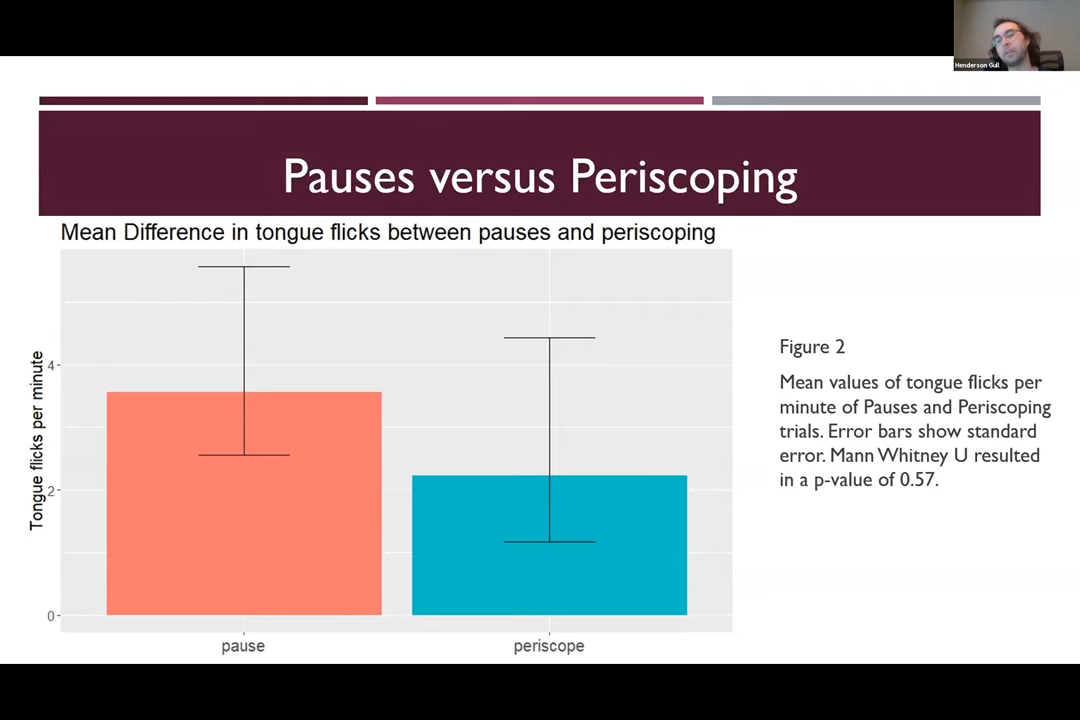 Henderson Gull
Pauses versus Periscoping
Mean Difference in tongue flicks between pauses and periscoping
Tongue flicks per minute
4
2
0
pause
periscope
Figure 2
Mean values of tongue flicks per
minute of Pauses and Periscoping
trials. Error bars show standard
error. Mann Whitney U resulted
in a p-value of 0.57.